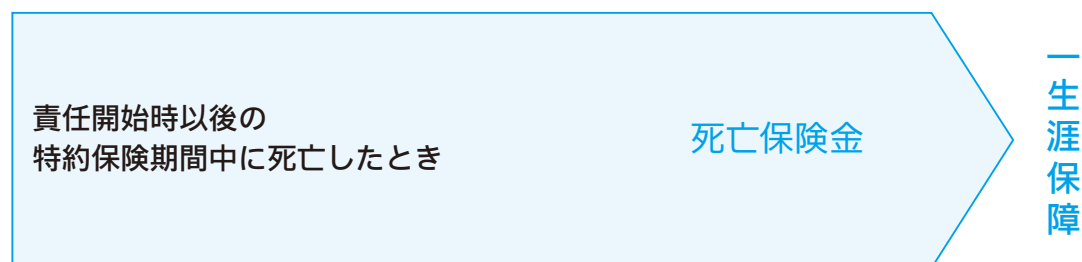 責任開始時以後の
特約保険期間中に死亡したとき
死亡保険金
一生涯保障